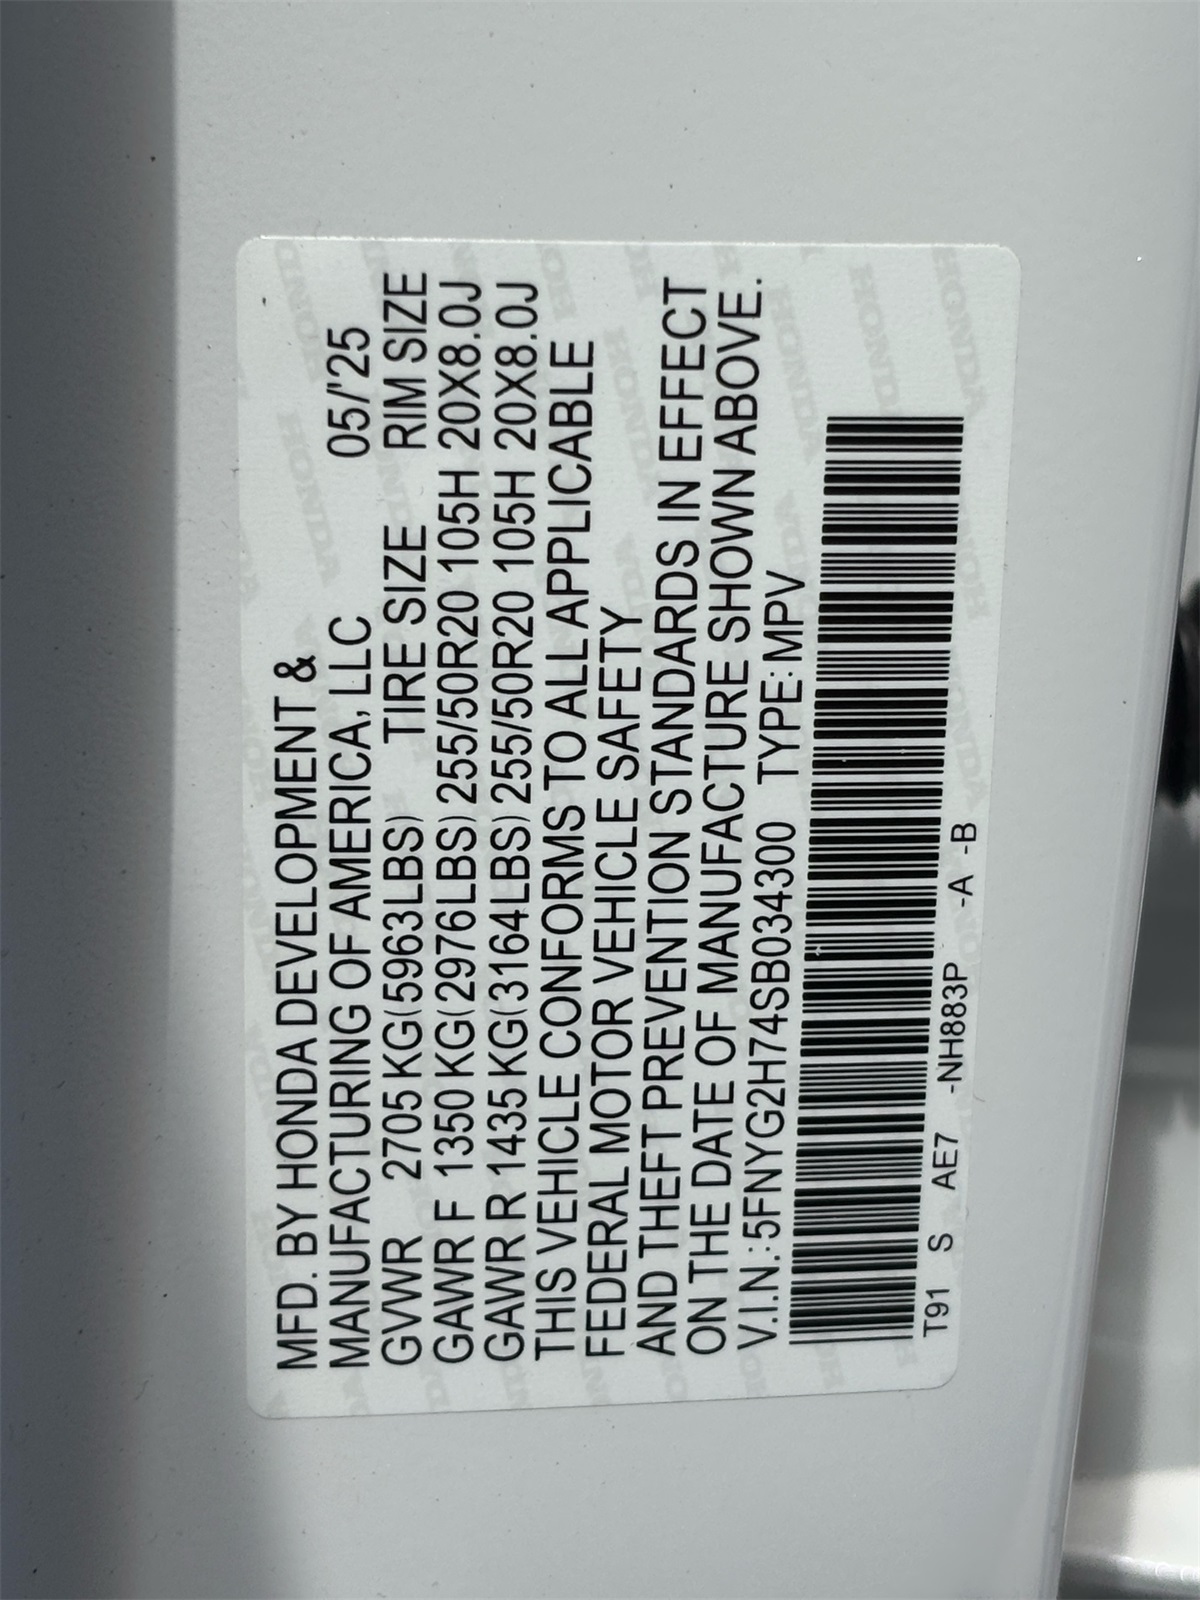 MFD. BY HONDA DEVELOPMENT &
MANUFACTURING OF AMERICA, LLC 05/'25
GVWR 2705 KG(5963LBS) TIRE SIZE RIM SIZE
GAWR F 1350 KG(2976LBS) 255/50R20 105H 20X8.0J
GAWR R 1435 KG(3164LBS) 255/50R20 105H 20X8.0J
THIS VEHICLE CONFORMS TO ALL APPLICABLE
FEDERAL MOTOR VEHICLE SAFETY
AND THEFT PREVENTION STANDARDS IN EFFECT
ON THE DATE OF MANUFACTURE SHOWN ABOVE.
V.I.N.:5FNYG2H74SB034300 TYPE:MPV
T91 S AE7 -NH883P -A -B